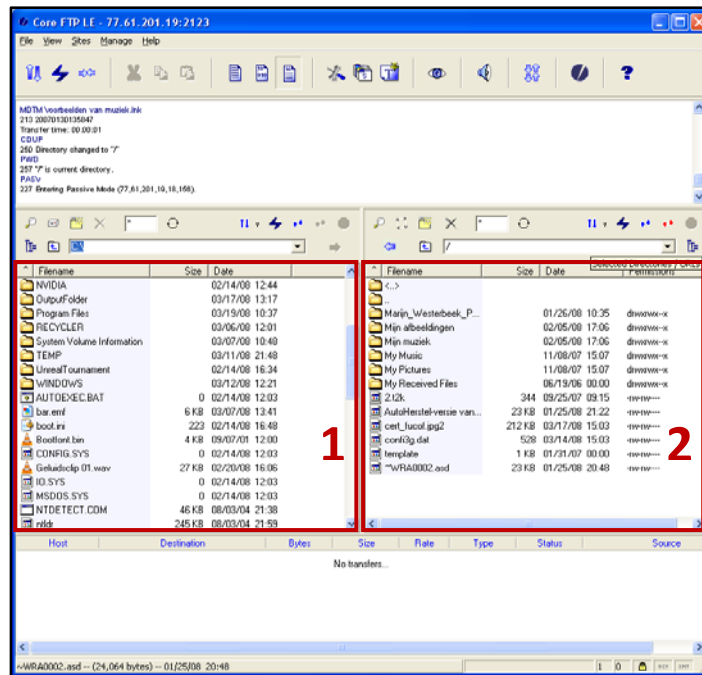 Core FTP LE - 77.61.201.19:2123
File View Sites Manage Help
MDTM \voorbeelden van muziek.lnk
213 20070130135847
Transfer time: 00:00:01
CDUP
250 Directory changed to "/"
PWD
257 "/" is current directory.
PASV
227 Entering Passive Mode (77,61,201,19,18,166).
/
Selected Directories /
^ Filename Size Date
NVIDIA 02/14/08 12:44
OutputFolder 03/17/08 13:17
Program Files 03/19/08 10:37
RECYCLER 03/06/08 12:01
System Volume Information 03/07/08 10:40
TEMP 03/11/08 21:48
UnrealTournament 02/14/08 16:34
WINDOWS 03/12/08 12:21
AUTOEXEC.BAT 0 02/14/08 12:03
bar.emf 6 KB 03/07/08 13:41
boot.ini 223 02/14/08 16:48
Bootfont.bin 4 KB 09/07/01 12:00
CONFIG.SYS 0 02/14/08 12:03
Geluidsclip 01.wav 27 KB 02/20/08 16:06
IO.SYS 0 02/14/08 12:03
MSDOS.SYS 0 02/14/08 12:03
NTDETECT.COM 46 KB 08/03/04 21:38
ntldr 245 KB 08/03/04 21:59
1
^ Filename Size Date Permissions
<..>
..
Marijn_Westerbeek_P... 01/26/08 10:35 drwxrwx--x
Mijn afbeeldingen 02/05/08 17:06 drwxrwx--x
Mijn muziek 02/05/08 17:06 drwxrwx--x
My Music 11/08/07 15:07 drwxrwx--x
My Pictures 11/08/07 15:07 drwxrwx--x
My Received Files 06/19/06 00:00 drwxrwx--x
2.t2k 344 09/25/07 09:15 -rw-rw----
AutoHerstel-versie van... 23 KB 01/25/08 21:22 -rw-rw----
cert_fucol.jpg2 212 KB 03/17/08 15:03 -rw-rw----
config.dat 528 03/14/08 15:03 -rw-rw----
template 1 KB 01/31/07 00:00 -rw-rw----
~WRA0002.asd 23 KB 01/25/08 20:48 -rw-rw----
2
Host Destination Bytes Size Rate Type Status Source
No transfers...
~WRA0002.asd -- (24,064 bytes) -- 01/25/08 20:48 1 0